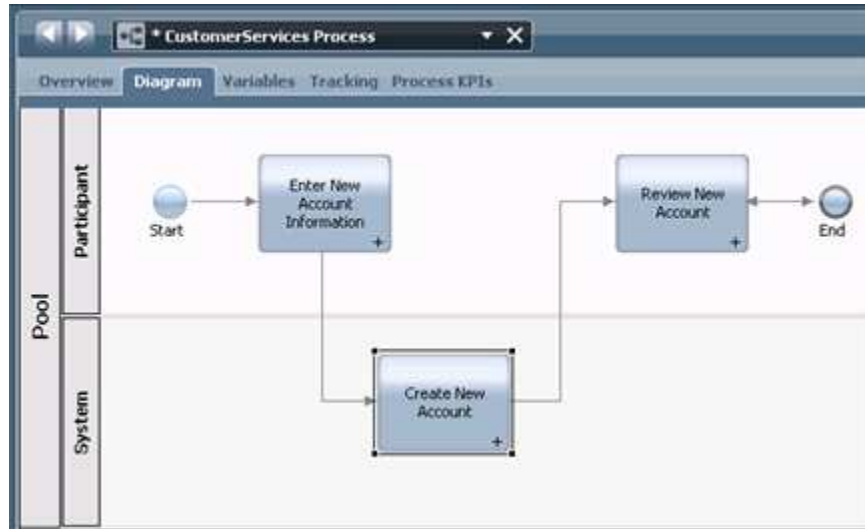 * CustomerServices Process
Overview Diagram Variables Tracking Process KPIs
Pool
Participant
Start
Enter New
Account
Information
+
Review New
Account
+
End
System
Create New
Account
+